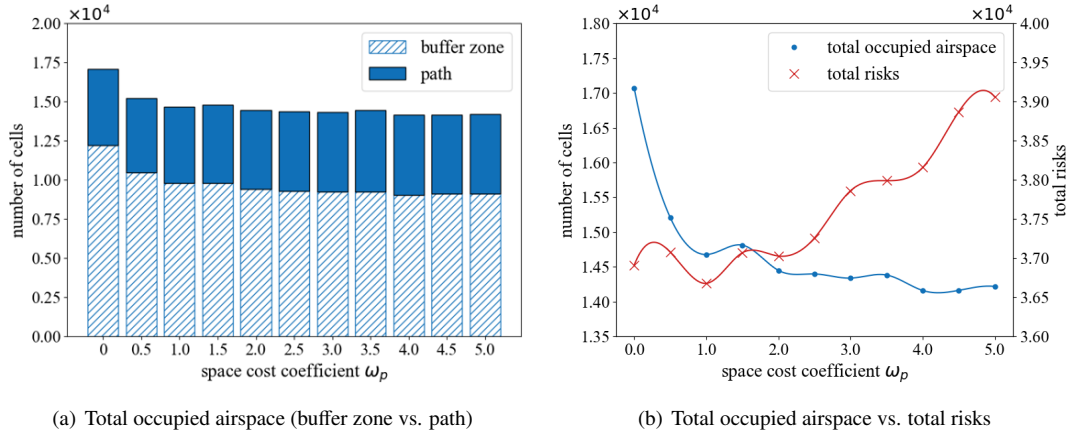 ×10⁴
2.00
1.75
1.50
1.25
1.00
0.75
0.50
0.25
0.00
number of cells
buffer zone
path
0 0.5 1.0 1.5 2.0 2.5 3.0 3.5 4.0 4.5 5.0
space cost coefficient ωₚ
(a) Total occupied airspace (buffer zone vs. path)
×10⁴
1.80
1.75
1.70
1.65
1.60
1.55
1.50
1.45
1.40
1.35
number of cells
total occupied airspace
total risks
×10⁴
4.00
3.95
3.90
3.85
3.80
3.75
3.70
3.65
3.60
total risks
0.0 1.0 2.0 3.0 4.0 5.0
space cost coefficient ωₚ
(b) Total occupied airspace vs. total risks